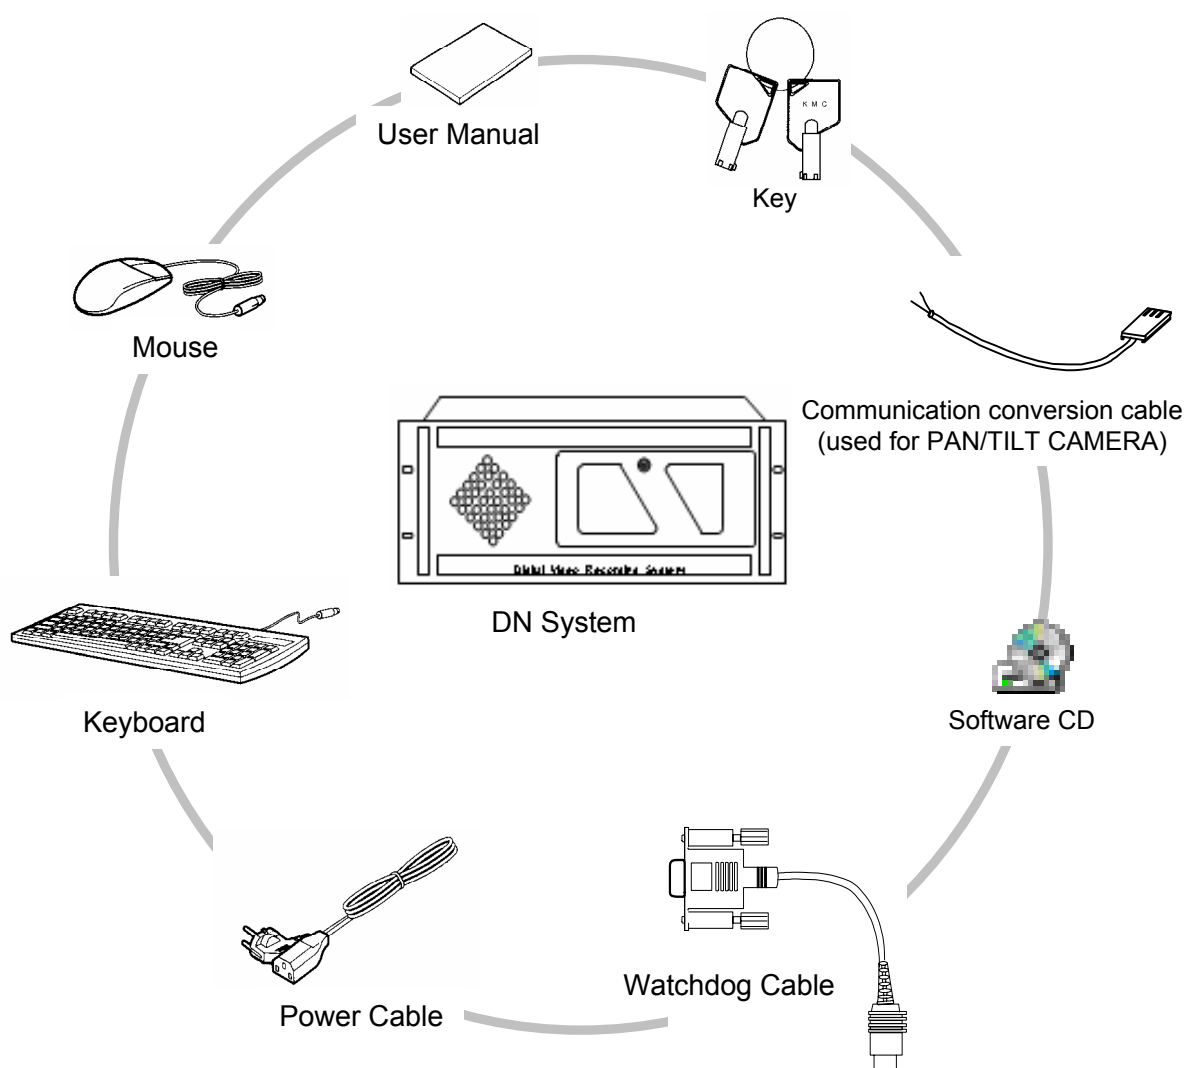 User Manual
K M C
Key
Mouse
Communication conversion cable
(used for PAN/TILT CAMERA)
Digital Video Recording System
DN System
Keyboard
Software CD
Watchdog Cable
Power Cable